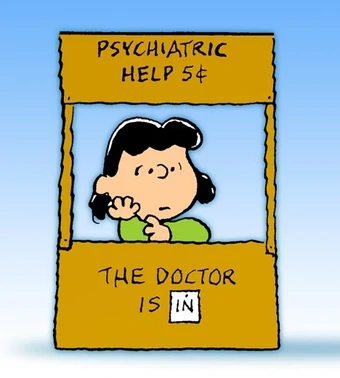 PSYCHIATRIC
HELP 5¢
THE DOCTOR
IS IN